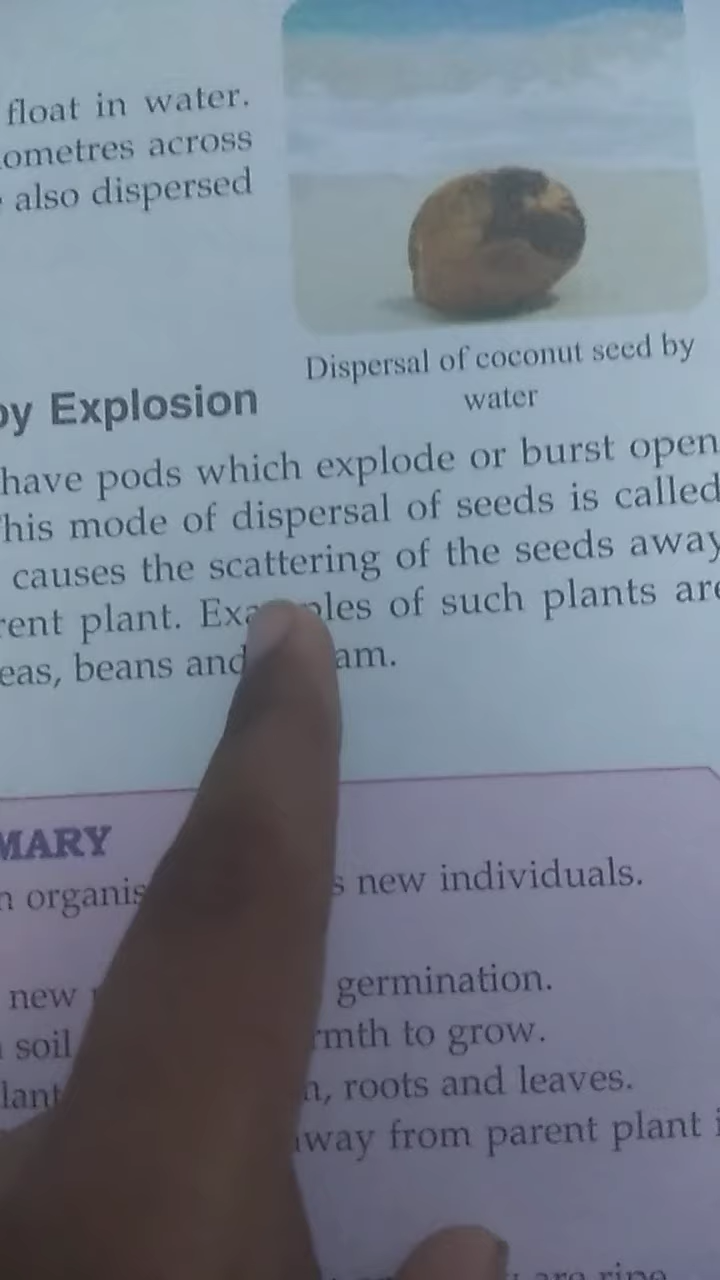 float in water.
ometres across
also dispersed
Dispersal of coconut seed by
water
by Explosion
have pods which explode or burst open
This mode of dispersal of seeds is called
causes the scattering of the seeds away
rent plant. Examples of such plants are
eas, beans and am.
MARY
n organis s new individuals.
new germination.
soil rmth to grow.
lant , roots and leaves.
way from parent plant i
are ripe